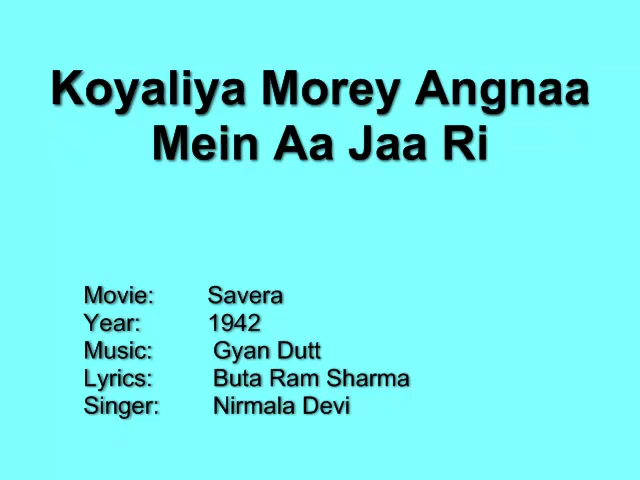 Koyaliya Morey Angnaa
Mein Aa Jaa Ri
Movie: Savera
Year: 1942
Music: Gyan Dutt
Lyrics: Buta Ram Sharma
Singer: Nirmala Devi